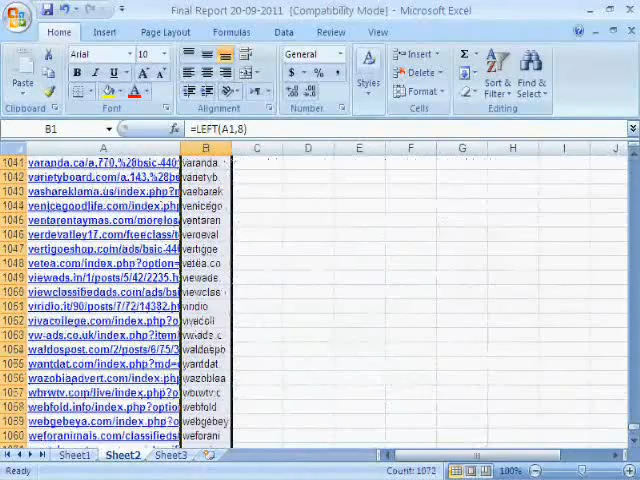 Final Report 20-09-2011 [Compatibility Mode] - Microsoft Excel
Home Insert Page Layout Formulas Data Review View
Paste Arial 10 General Styles Insert Delete Format Sort & Filter Find & Select
Clipboard Font Alignment Number Cells Editing
B1 fx =LEFT(A1,8)
A B C D E F G H I J
1041 varanda.ca/a,770,%28bsic-440 varanda.
1042 varietyboard.com/a,143,%28b varietyb
1043 vashareklama.us/index.php?n vasharek
1044 venicegoodlife.com/index.php venicego
1045 ventarentaymas.com/morelos ventaren
1046 verdevalley17.com/freeclass/t verdeval
1047 vertigoeshop.com/ads/bsic-44 vertigoe
1048 vetea.co/index.php?option= vetea.co
1049 viewads.in/1/posts/5/42/2235.h viewads.
1050 viewclassifiedads.com/ads/bs viewclas
1051 viridio.it/90/posts/7/72/14382.h viridio
1052 vivacollege.com/index.php?o vivacoll
1053 vw-ads.co.uk/index.php?item vw-ads.c
1054 waldospost.com/2/posts/6/75/3 waldospo
1055 wantdat.com/index.php?md= wantdat
1056 wazobiaadvert.com/index.php wazobiaa
1057 wbrwtv.com/live/index.php?o wbrwtv.c
1058 webfold.info/index.php?option webfold
1059 webgebeya.com/index.php?o webgebey
1060 weforanimals.com/classifieds weforani
Sheet1 Sheet2 Sheet3
Ready Count: 1072 100%